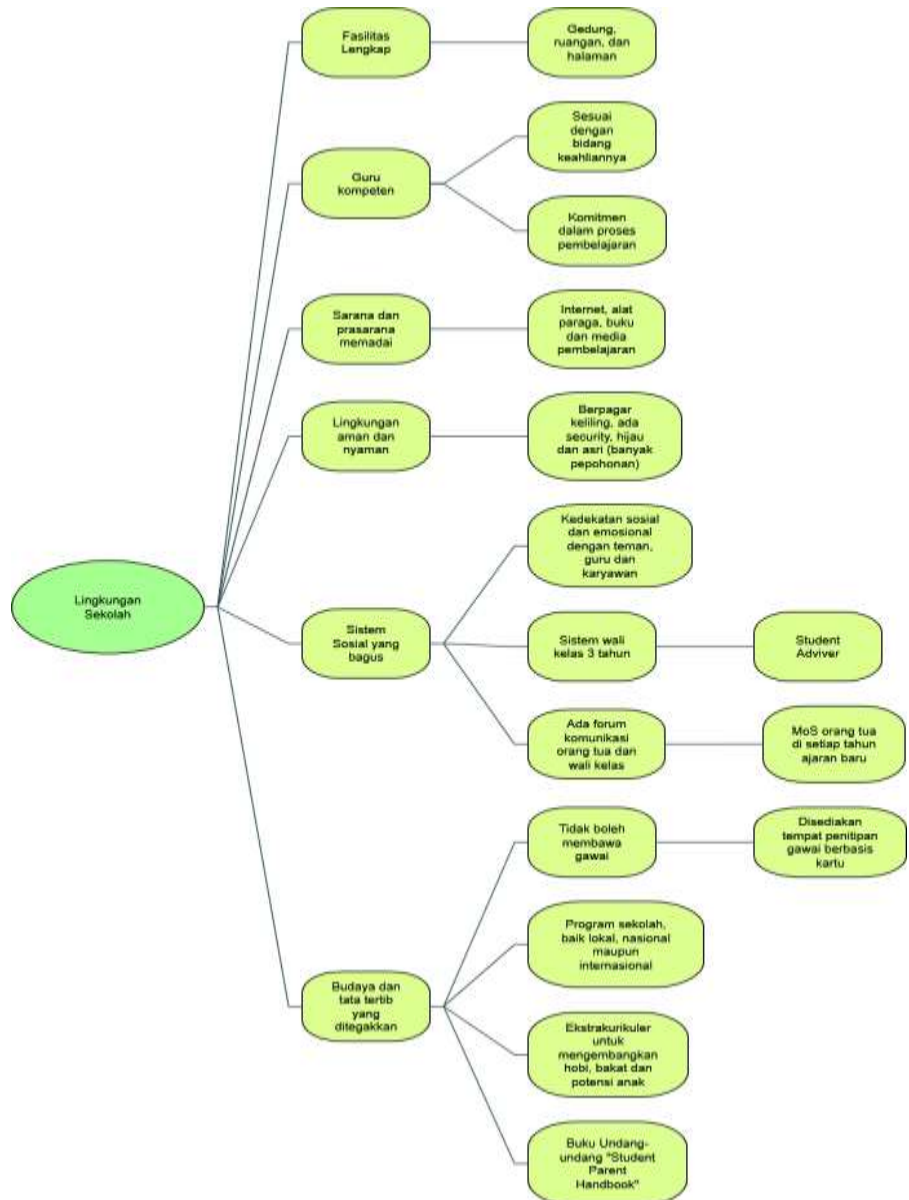 Fasilitas
Lengkap
Gedung,
ruangan, dan
halaman
Guru
kompeten
Sesuai
dengan
bidang
keahliannya
Komitmen
dalam proses
pembelajaran
Sarana dan
prasarana
memadai
Internet, alat
paraga, buku
dan media
pembelajaran
Lingkungan
aman dan
nyaman
Berpagar
keliling, ada
security, hijau
dan asri (banyak
pepohonan)
Lingkungan
Sekolah
Sistem
Sosial yang
bagus
Kedekatan sosial
dan emosional
dengan teman,
guru dan
karyawan
Sistem wali
kelas 3 tahun
Student
Adviver
Ada forum
komunikasi
orang tua dan
wali kelas
MoS orang tua
di setiap tahun
ajaran baru
Budaya dan
tata tertib
yang
ditegakkan
Tidak boleh
membawa
gawai
Disediakan
tempat penitipan
gawai berbasis
kartu
Program sekolah,
baik lokal, nasional
maupun
internasional
Ekstrakurikuler
untuk
mengembangkan
hobi, bakat dan
potensi anak
Buku Undang-
undang "Student
Parent
Handbook"